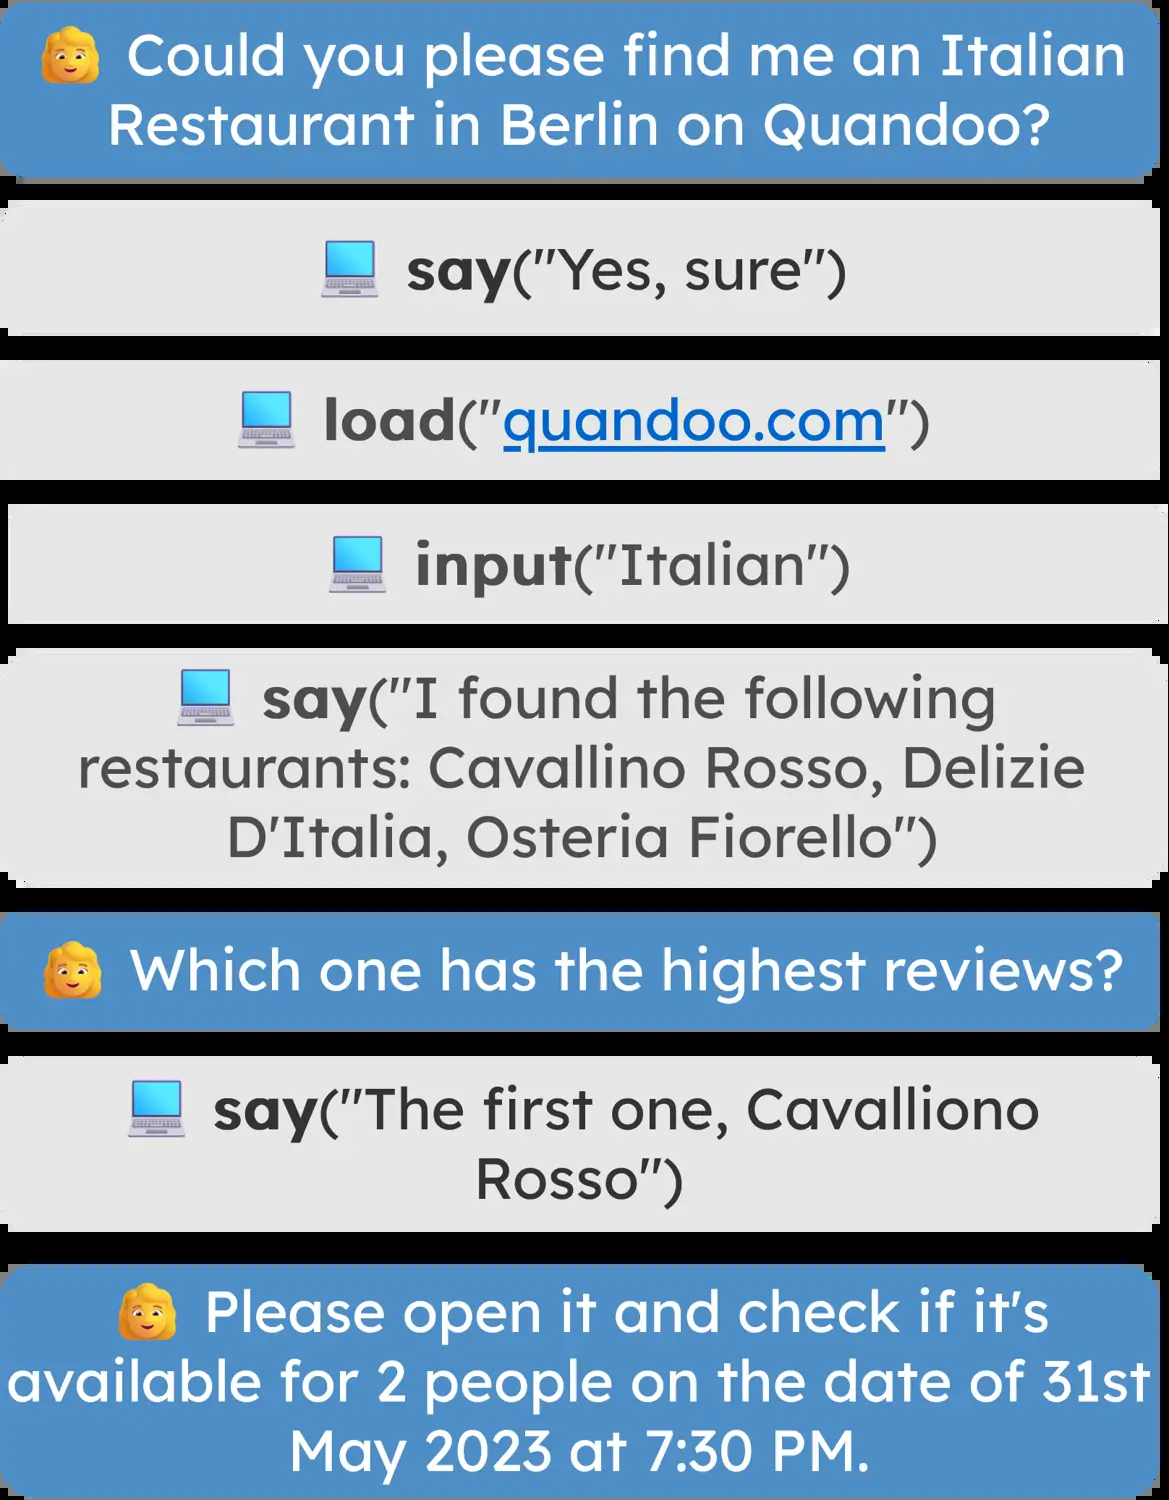 Could you please find me an Italian
Restaurant in Berlin on Quandoo?
say("Yes, sure")
load("quandoo.com")
input("Italian")
say("I found the following
restaurants: Cavallino Rosso, Delizie
D'Italia, Osteria Fiorello")
Which one has the highest reviews?
say("The first one, Cavalliono
Rosso")
Please open it and check if it's
available for 2 people on the date of 31st
May 2023 at 7:30 PM.